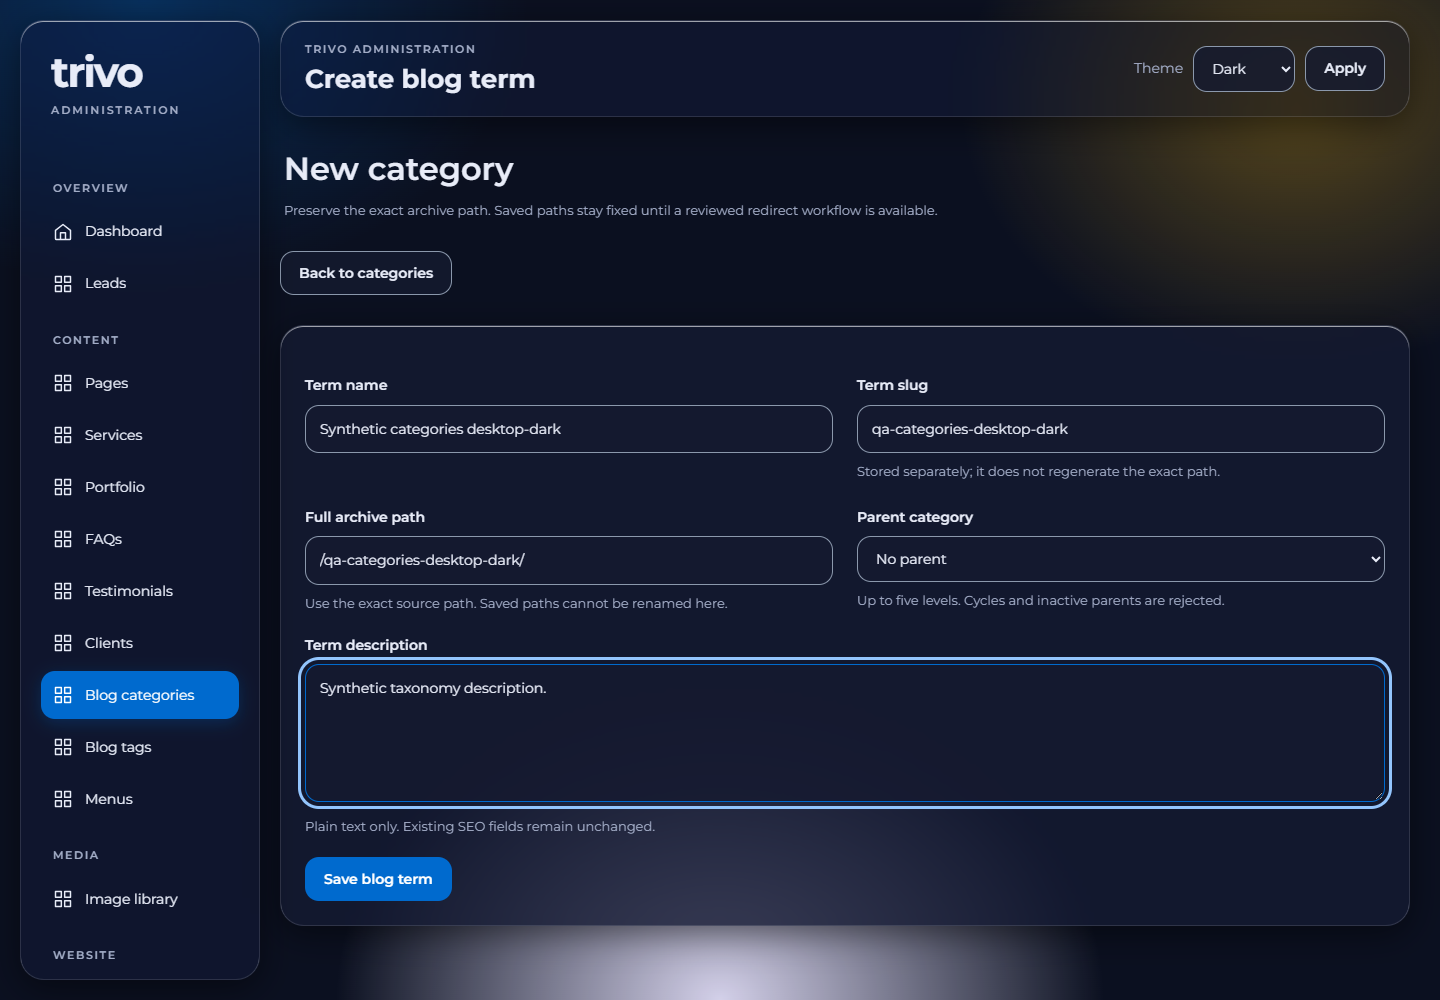 trivo
ADMINISTRATION
OVERVIEW
Dashboard
Leads
CONTENT
Pages
Services
Portfolio
FAQs
Testimonials
Clients
Blog categories
Blog tags
Menus
MEDIA
Image library
WEBSITE
TRIVO ADMINISTRATION
Create blog term
Theme
Dark
Apply
New category
Preserve the exact archive path. Saved paths stay fixed until a reviewed redirect workflow is available.
Back to categories
Term name
Synthetic categories desktop-dark
Term slug
qa-categories-desktop-dark
Stored separately; it does not regenerate the exact path.
Full archive path
/qa-categories-desktop-dark/
Use the exact source path. Saved paths cannot be renamed here.
Parent category
No parent
Up to five levels. Cycles and inactive parents are rejected.
Term description
Synthetic taxonomy description.
Plain text only. Existing SEO fields remain unchanged.
Save blog term